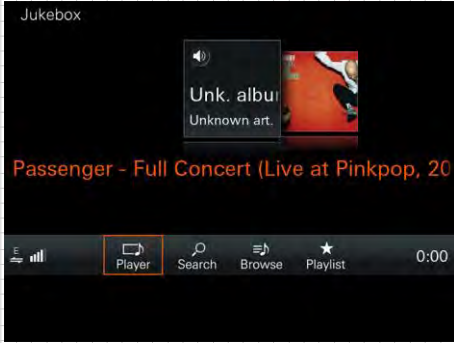 Jukebox
Unk. albu
Unknown art.
Passenger - Full Concert (Live at Pinkpop, 20
E
Player Search Browse Playlist 0:00